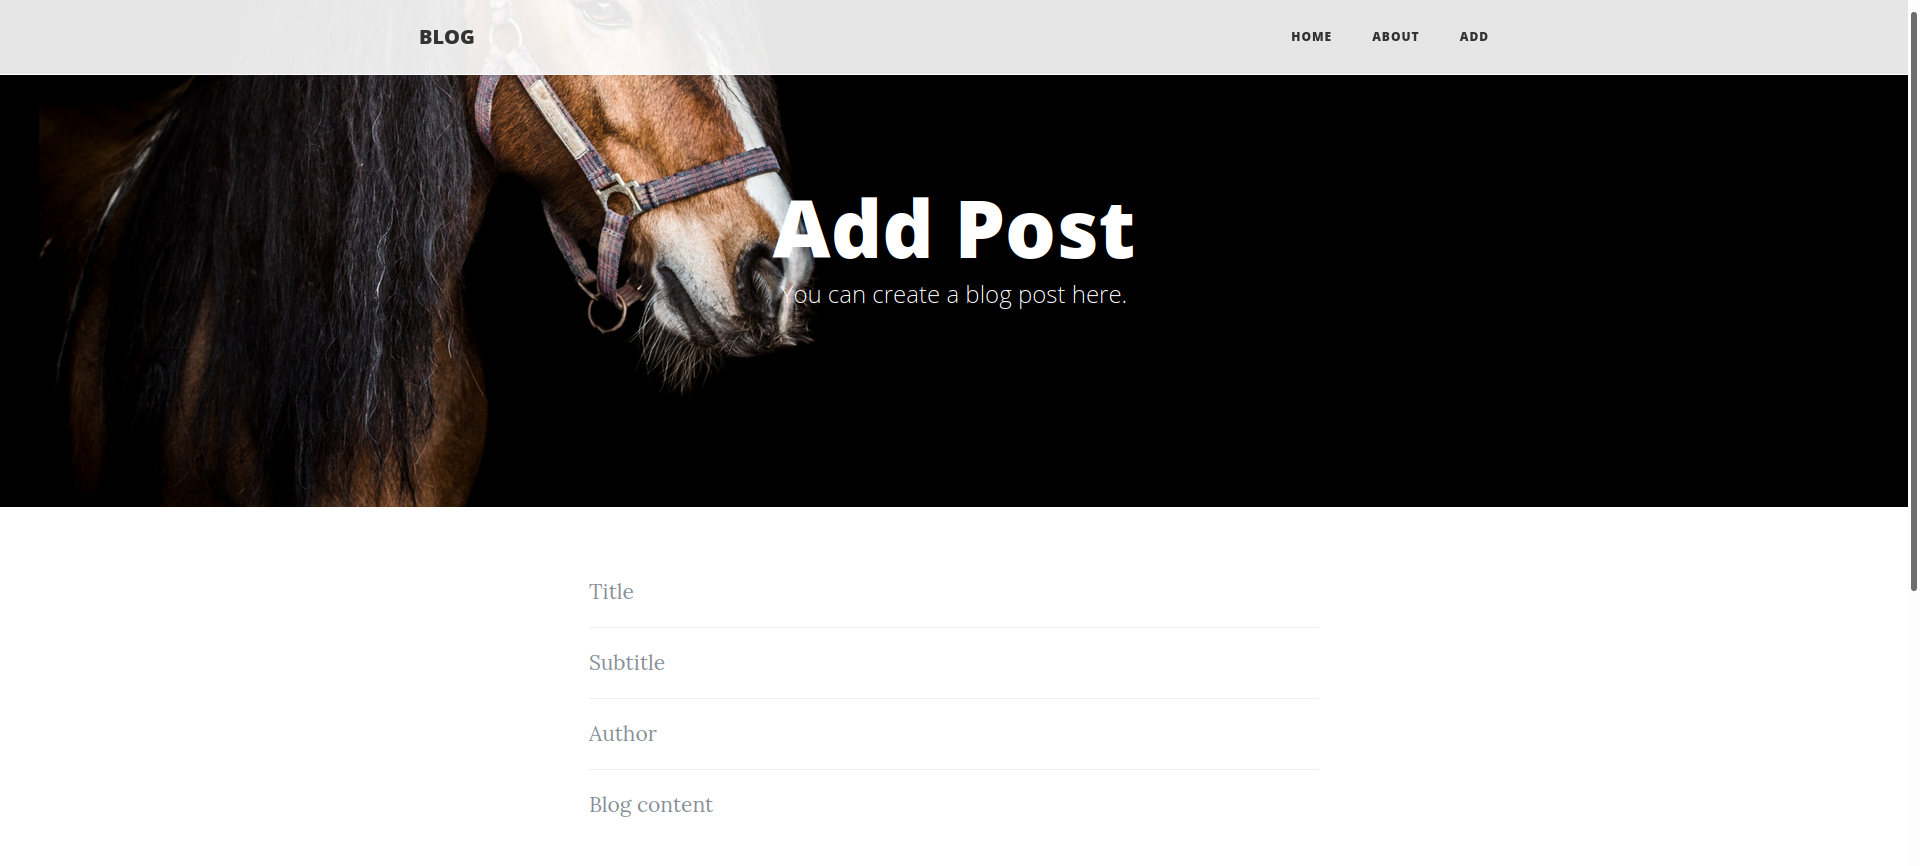 BLOG
HOME ABOUT ADD
Add Post
You can create a blog post here.
Title
Subtitle
Author
Blog content